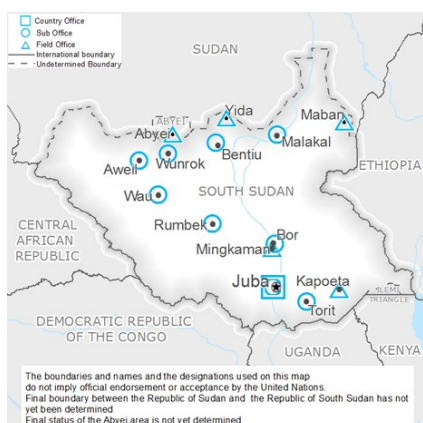 Country Office
Sub Office
Field Office
International boundary
Undetermined Boundary
SUDAN
ABYEI
Abyei
Yida
Maban
Bentiu
Malakal
Wunrok
Aweil
ETHIOPIA
Wau
SOUTH SUDAN
Rumbek
Bor
Mingkaman
CENTRAL
AFRICAN
REPUBLIC
Juba
Kapoeta
Torit
ILEMI
TRIANGLE
DEMOCRATIC REPUBLIC
OF THE CONGO
UGANDA
KENYA
The boundaries and names and the designations used on this map
do not imply official endorsement or acceptance by the United Nations.
Final boundary between the Republic of Sudan and the Republic of South Sudan has not
yet been determined
Final status of the Abyei area is not yet determined